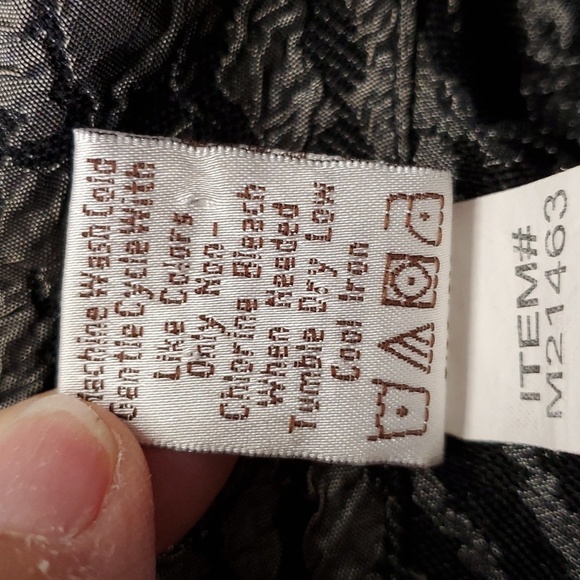 Machine Wash Cold
Gentle Cycle With
Like Colors
Only Non-
Chlorine Bleach
When Needed
Tumble Dry Low
Cool Iron
ITEM#
M21463